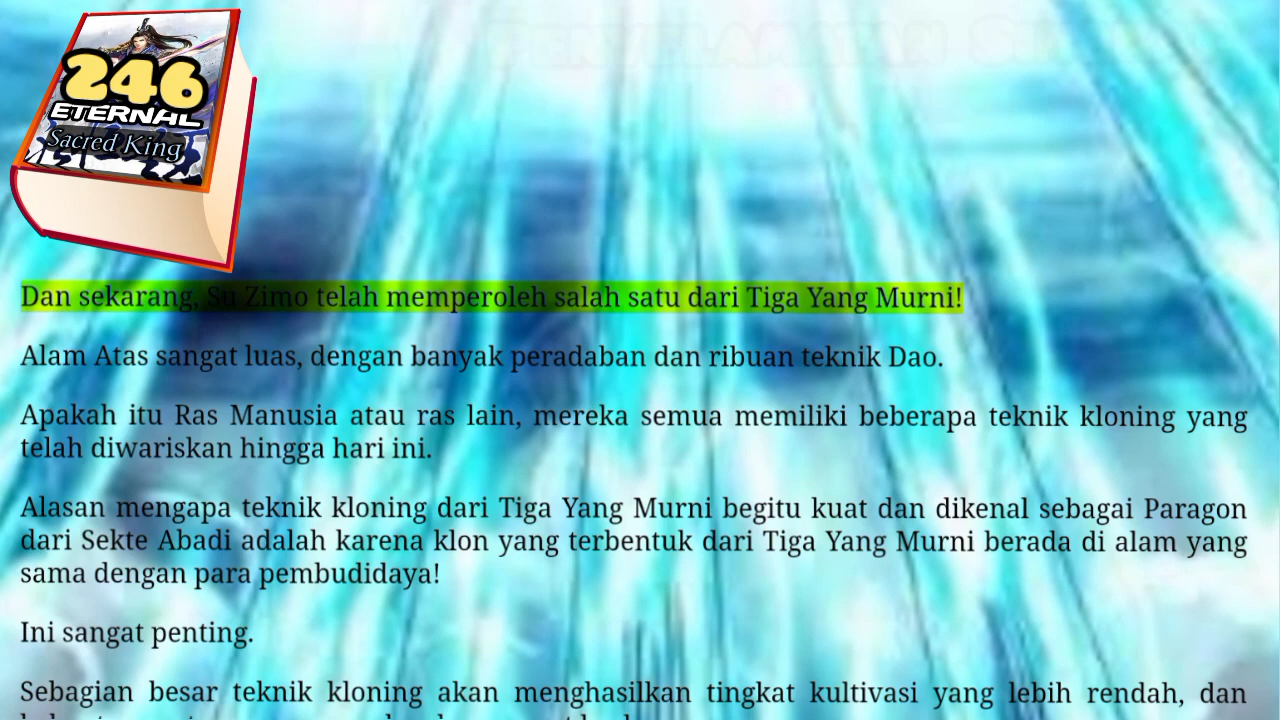 246
ETERNAL
Sacred King
Dan sekarang, Su Zimo telah memperoleh salah satu dari Tiga Yang Murni!
Alam Atas sangat luas, dengan banyak peradaban dan ribuan teknik Dao.
Apakah itu Ras Manusia atau ras lain, mereka semua memiliki beberapa teknik kloning yang
telah diwariskan hingga hari ini.
Alasan mengapa teknik kloning dari Tiga Yang Murni begitu kuat dan dikenal sebagai Paragon
dari Sekte Abadi adalah karena klon yang terbentuk dari Tiga Yang Murni berada di alam yang
sama dengan para pembudidaya!
Ini sangat penting.
Sebagian besar teknik kloning akan menghasilkan tingkat kultivasi yang lebih rendah, dan